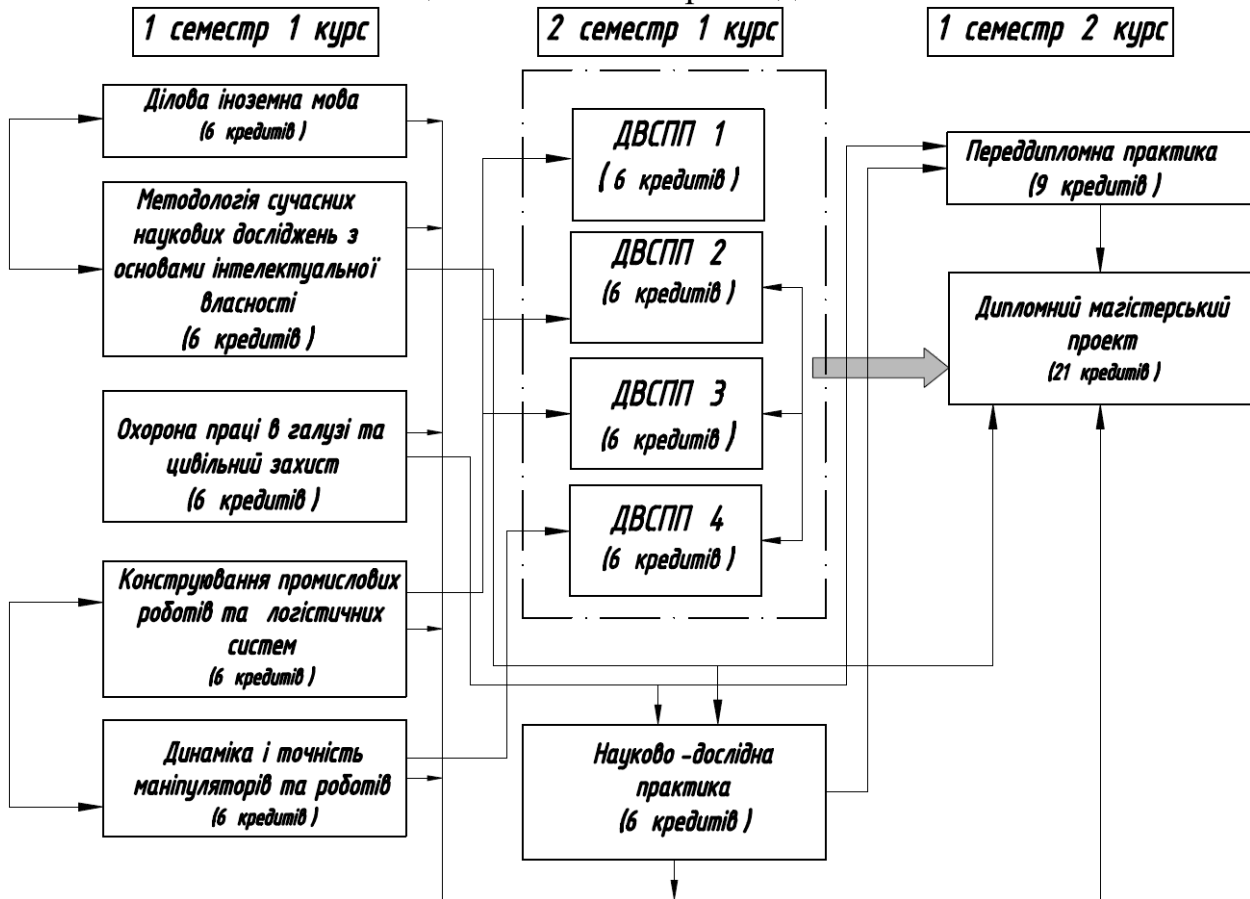 1 семестр 1 курс
2 семестр 1 курс
1 семестр 2 курс
Ділова іноземна мова
(6 кредитів)
Методологія сучасних
наукових досліджень з
основами інтелектуальної
власності
(6 кредитів)
Охорона праці в галузі та
цивільний захист
(6 кредитів)
Конструювання промислових
роботів та логістичних
систем
(6 кредитів)
Динаміка і точність
маніпуляторів та роботів
(6 кредитів)
ДВСПП 1
(6 кредитів)
ДВСПП 2
(6 кредитів)
ДВСПП 3
(6 кредитів)
ДВСПП 4
(6 кредитів)
Науково-дослідна
практика
(6 кредитів)
Переддипломна практика
(9 кредитів)
Дипломний магістерський
проект
(21 кредитів)